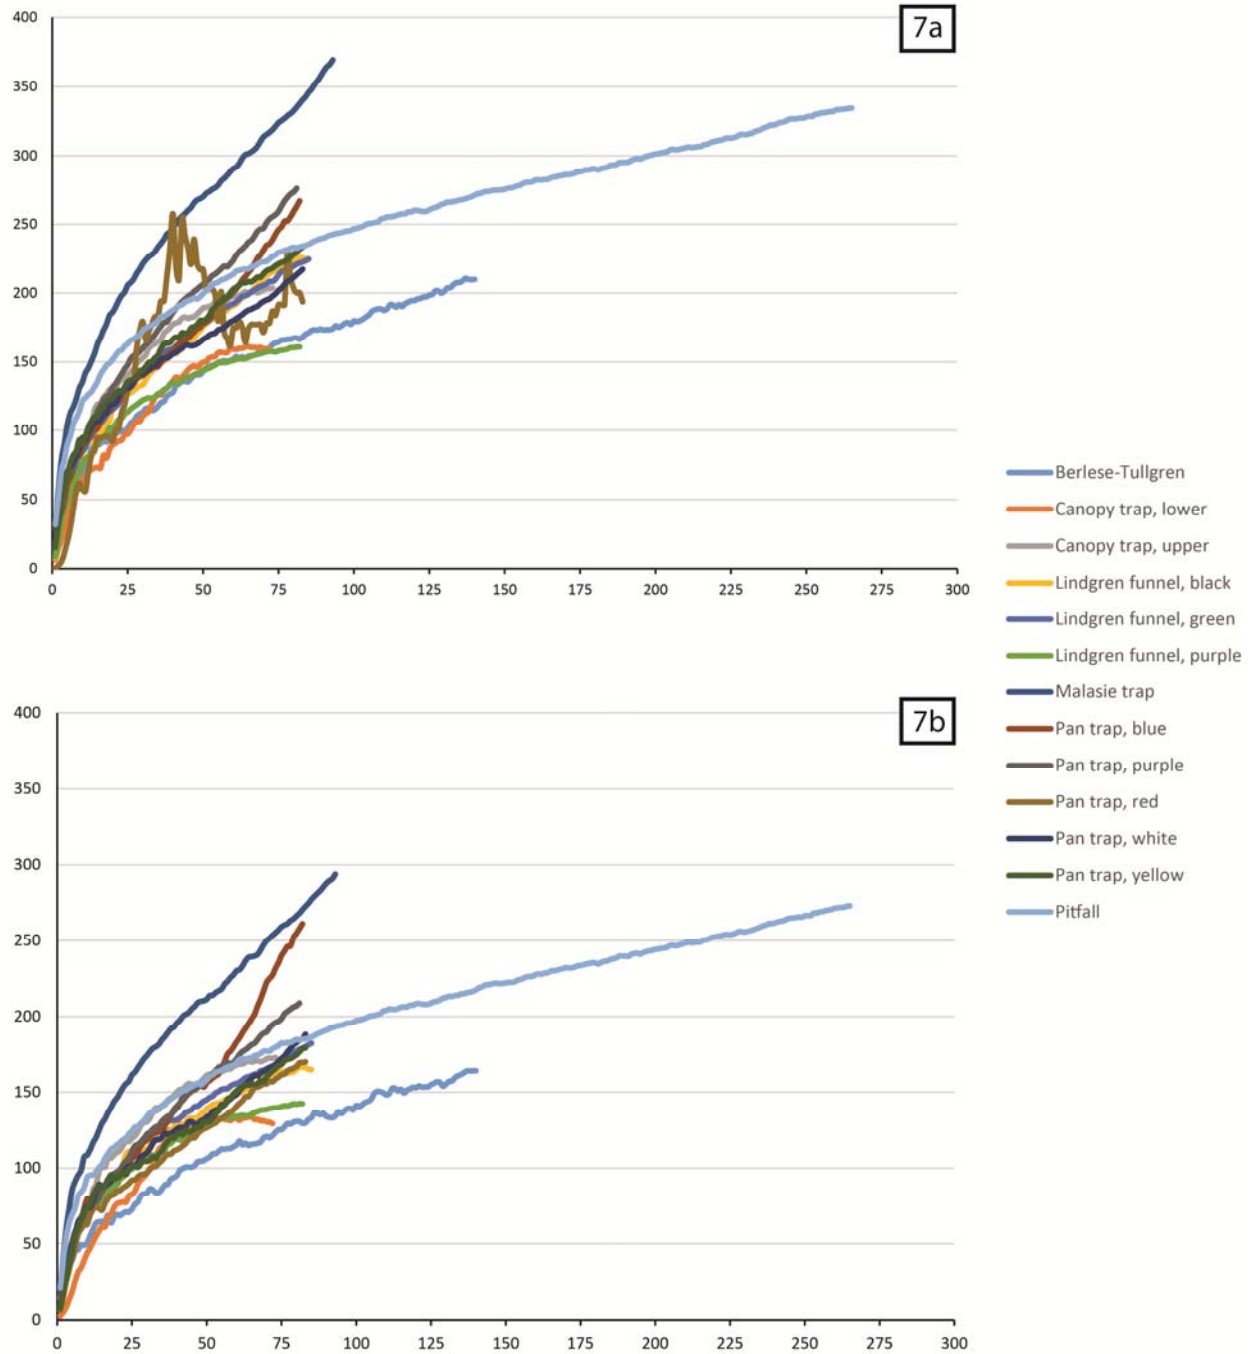 7a
400
350
300
250
200
150
100
50
0
0 25 50 75 100 125 150 175 200 225 250 275 300
Berlese-Tullgren
Canopy trap, lower
Canopy trap, upper
Lindgren funnel, black
Lindgren funnel, green
Lindgren funnel, purple
Malasie trap
Pan trap, blue
Pan trap, purple
Pan trap, red
Pan trap, white
Pan trap, yellow
Pitfall
7b
400
350
300
250
200
150
100
50
0
0 25 50 75 100 125 150 175 200 225 250 275 300